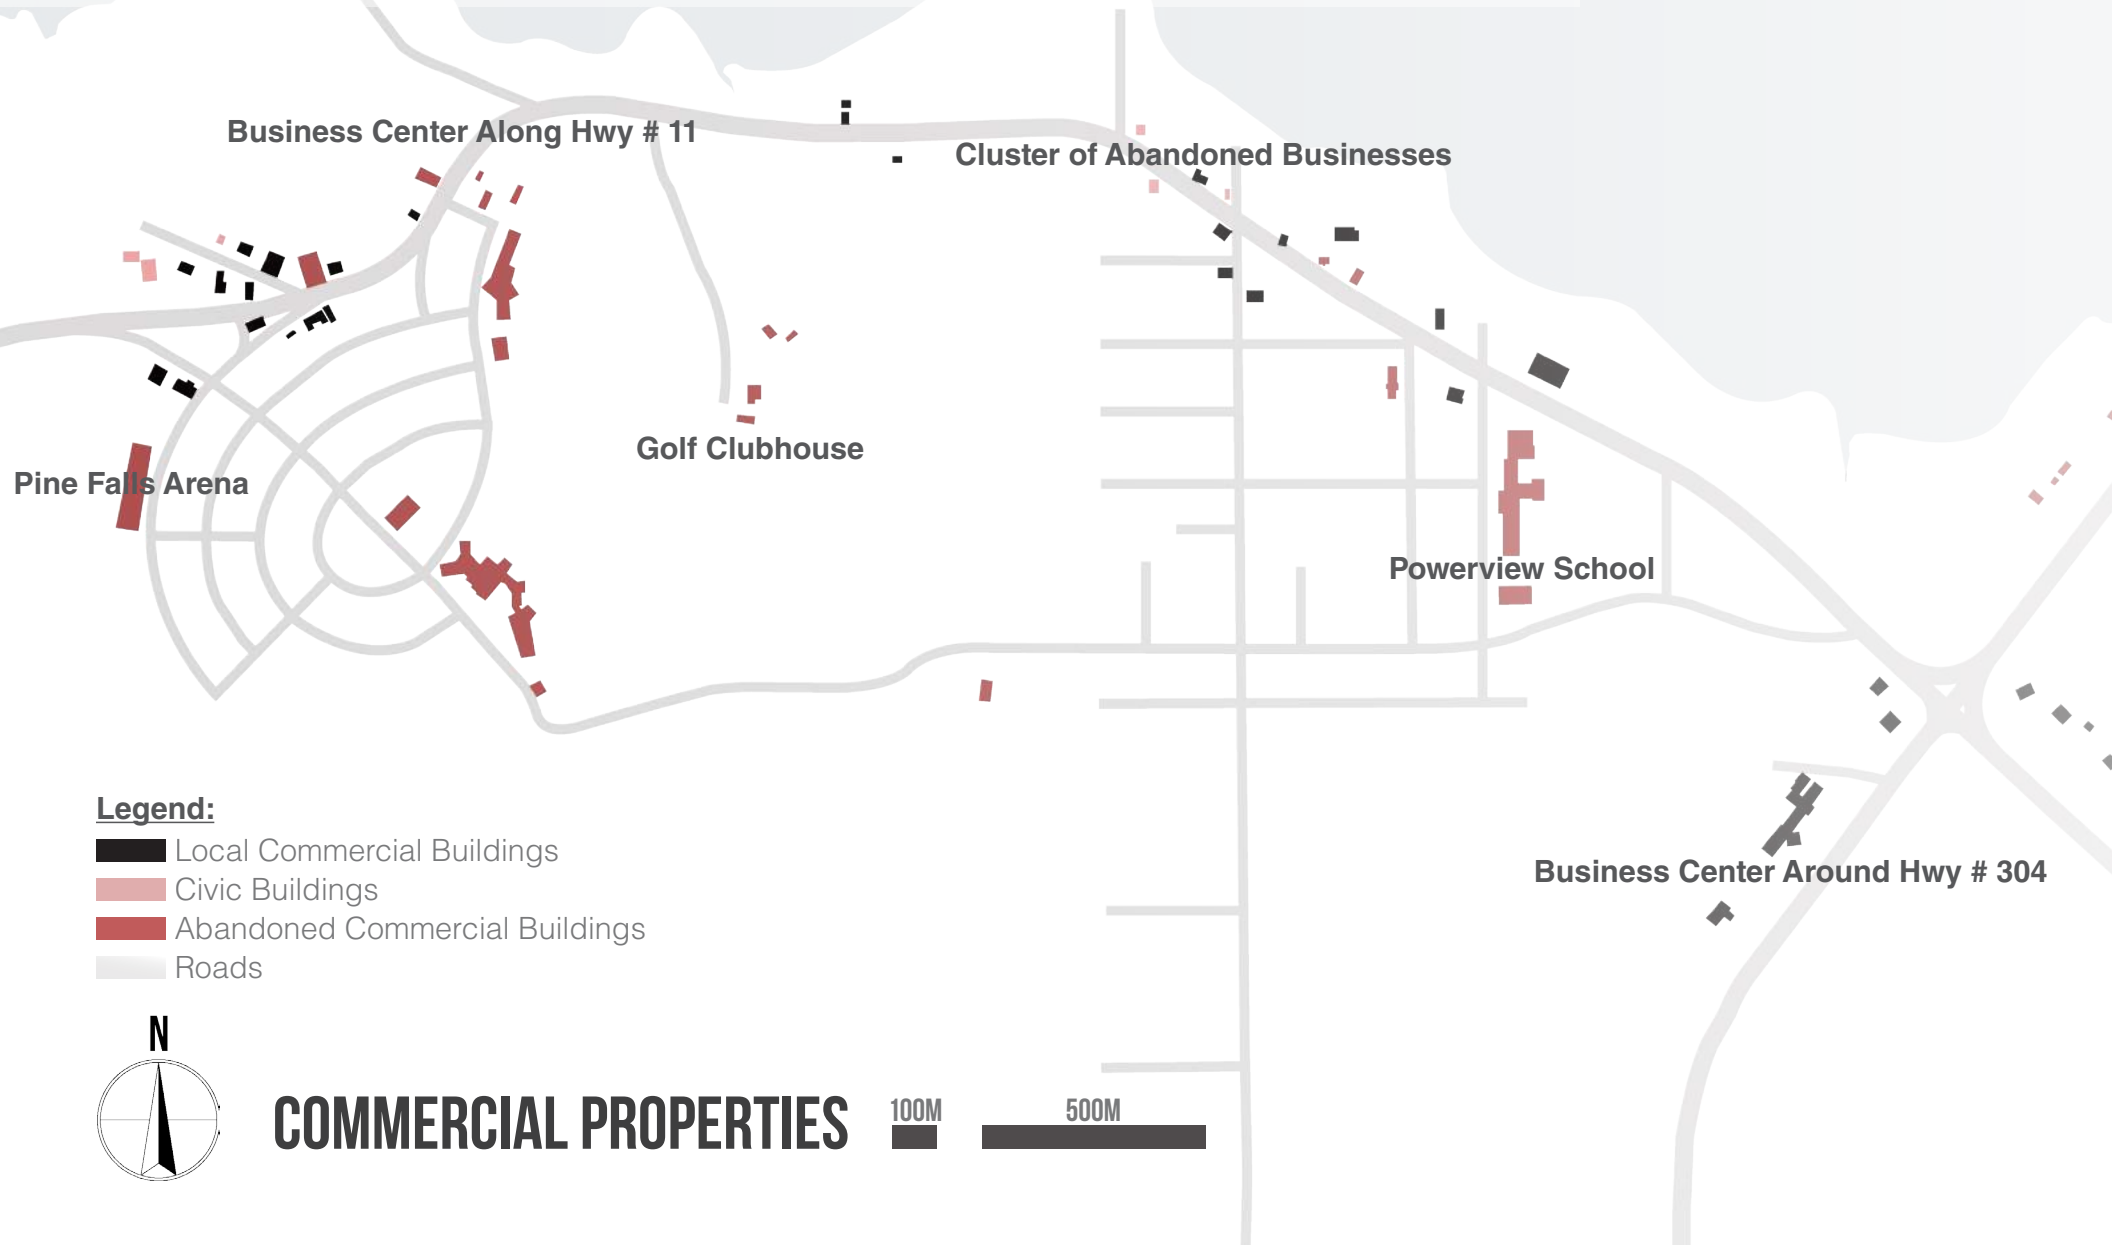 Business Center Along Hwy # 11
Cluster of Abandoned Businesses
Golf Clubhouse
Pine Falls Arena
Powerview School
Business Center Around Hwy # 304
Legend:
Local Commercial Buildings
Civic Buildings
Abandoned Commercial Buildings
Roads
N
COMMERCIAL PROPERTIES
100M
500M